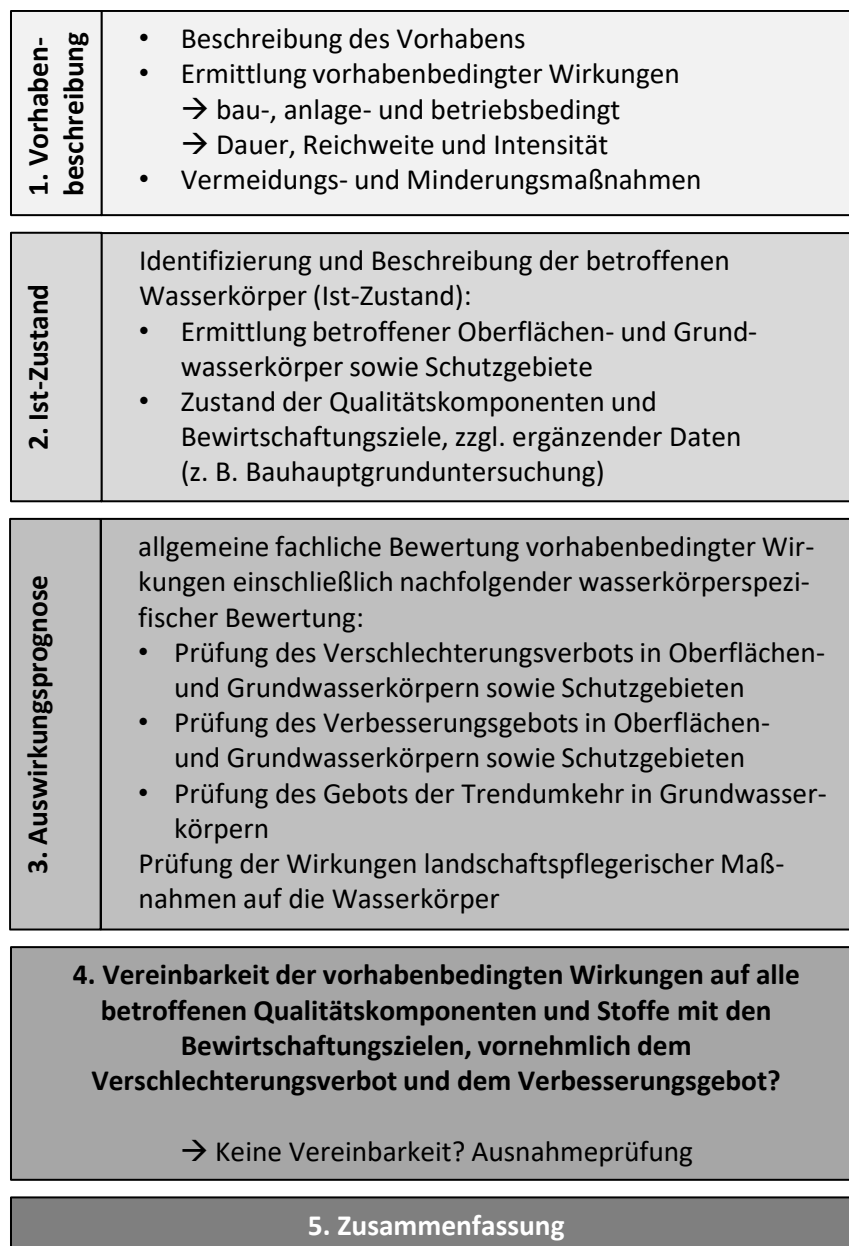 1. Vorhaben-
beschreibung
• Beschreibung des Vorhabens
• Ermittlung vorhabenbedingter Wirkungen
→ bau-, anlage- und betriebsbedingt
→ Dauer, Reichweite und Intensität
• Vermeidungs- und Minderungsmaßnahmen
2. Ist-Zustand
Identifizierung und Beschreibung der betroffenen
Wasserkörper (Ist-Zustand):
• Ermittlung betroffener Oberflächen- und Grund-
wasserkörper sowie Schutzgebiete
• Zustand der Qualitätskomponenten und
Bewirtschaftungsziele, zzgl. ergänzender Daten
(z. B. Bauhauptgrunduntersuchung)
3. Auswirkungsprognose
allgemeine fachliche Bewertung vorhabenbedingter Wir-
kungen einschließlich nachfolgender wasserkörperspezi-
fischer Bewertung:
• Prüfung des Verschlechterungsverbots in Oberflächen-
und Grundwasserkörpern sowie Schutzgebieten
• Prüfung des Verbesserungsgebots in Oberflächen-
und Grundwasserkörpern sowie Schutzgebieten
• Prüfung des Gebots der Trendumkehr in Grundwasser-
körpern
Prüfung der Wirkungen landschaftspflegerischer Maß-
nahmen auf die Wasserkörper
4. Vereinbarkeit der vorhabenbedingten Wirkungen auf alle
betroffenen Qualitätskomponenten und Stoffe mit den
Bewirtschaftungszielen, vornehmlich dem
Verschlechterungsverbot und dem Verbesserungsgebot?
→ Keine Vereinbarkeit? Ausnahmeprüfung
5. Zusammenfassung